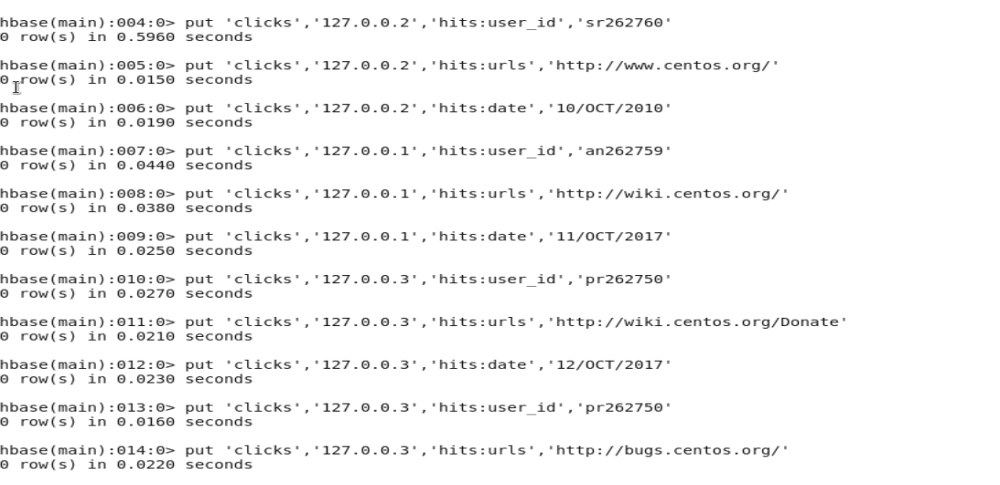 hbase(main):004:0> put 'clicks','127.0.0.2','hits:user_id','sr262760'
0 row(s) in 0.5960 seconds
hbase(main):005:0> put 'clicks','127.0.0.2','hits:urls','http://www.centos.org/'
0 row(s) in 0.0150 seconds
hbase(main):006:0> put 'clicks','127.0.0.2','hits:date','10/OCT/2010'
0 row(s) in 0.0190 seconds
hbase(main):007:0> put 'clicks','127.0.0.1','hits:user_id','an262759'
0 row(s) in 0.0440 seconds
hbase(main):008:0> put 'clicks','127.0.0.1','hits:urls','http://wiki.centos.org/'
0 row(s) in 0.0380 seconds
hbase(main):009:0> put 'clicks','127.0.0.1','hits:date','11/OCT/2017'
0 row(s) in 0.0250 seconds
hbase(main):010:0> put 'clicks','127.0.0.3','hits:user_id','pr262750'
0 row(s) in 0.0270 seconds
hbase(main):011:0> put 'clicks','127.0.0.3','hits:urls','http://wiki.centos.org/Donate'
0 row(s) in 0.0210 seconds
hbase(main):012:0> put 'clicks','127.0.0.3','hits:date','12/OCT/2017'
0 row(s) in 0.0230 seconds
hbase(main):013:0> put 'clicks','127.0.0.3','hits:user_id','pr262750'
0 row(s) in 0.0160 seconds
hbase(main):014:0> put 'clicks','127.0.0.3','hits:urls','http://bugs.centos.org/'
0 row(s) in 0.0220 seconds